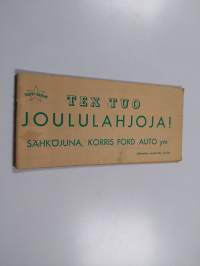 TEX TUO
JOULULAHJOJA!
SÄHKÖJUNA, KORRIS FORD AUTO ym.